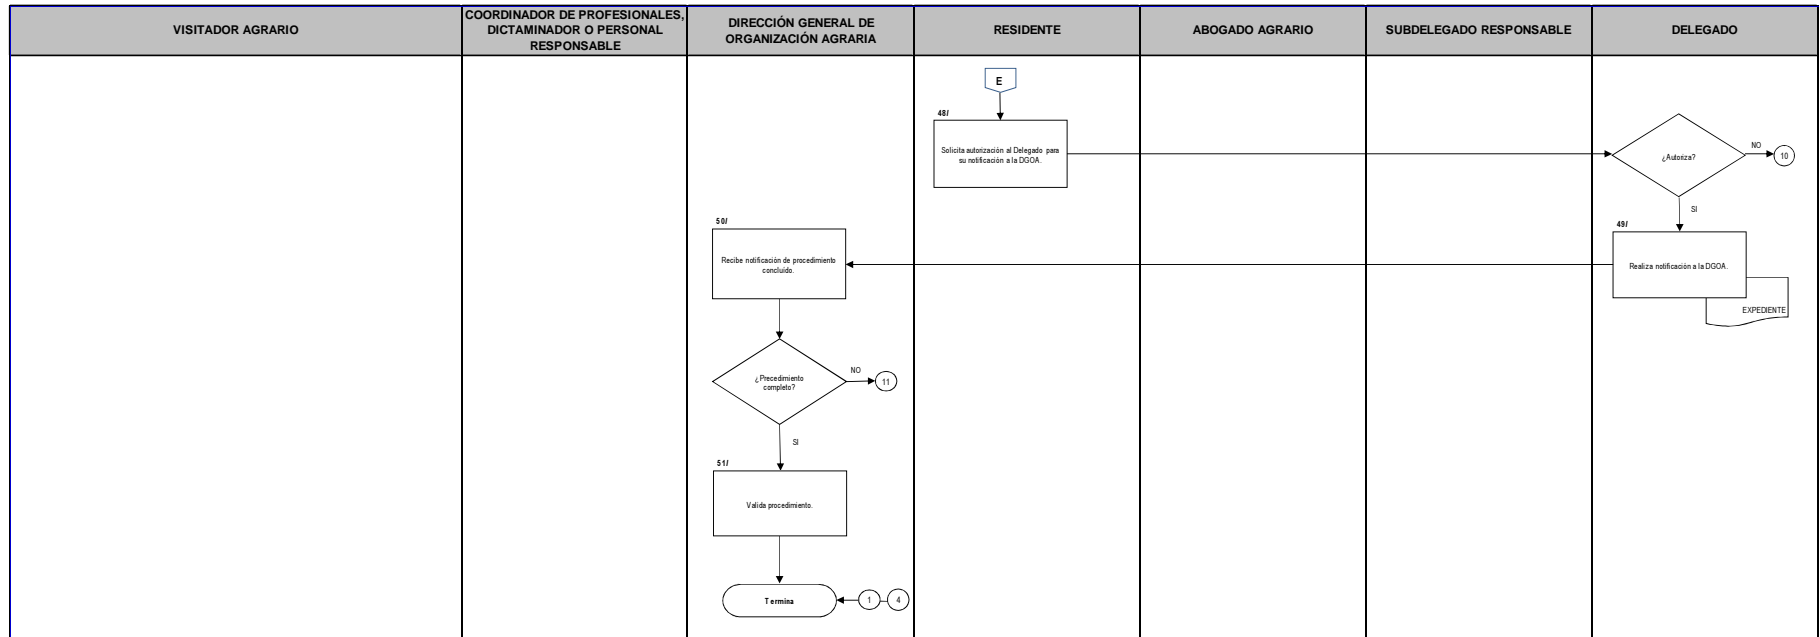 VISITADOR AGRARIO
COORDINADOR DE PROFESIONALES,
DICTAMINADOR O PERSONAL
RESPONSABLE
DIRECCIÓN GENERAL DE
ORGANIZACIÓN AGRARIA
RESIDENTE
ABOGADO AGRARIO
SUBDELEGADO RESPONSABLE
DELEGADO
E
48/
Solicita autorización al Delegado para
su notificación a la DGOA.
¿Autoriza?
NO
10
SI
49/
Realiza notificación a la DGOA.
EXPEDIENTE
50/
Recibe notificación de procedimiento
concluído.
¿Precedimiento
completo?
NO
11
SI
51/
Valida procedimiento.
Termina
1
4